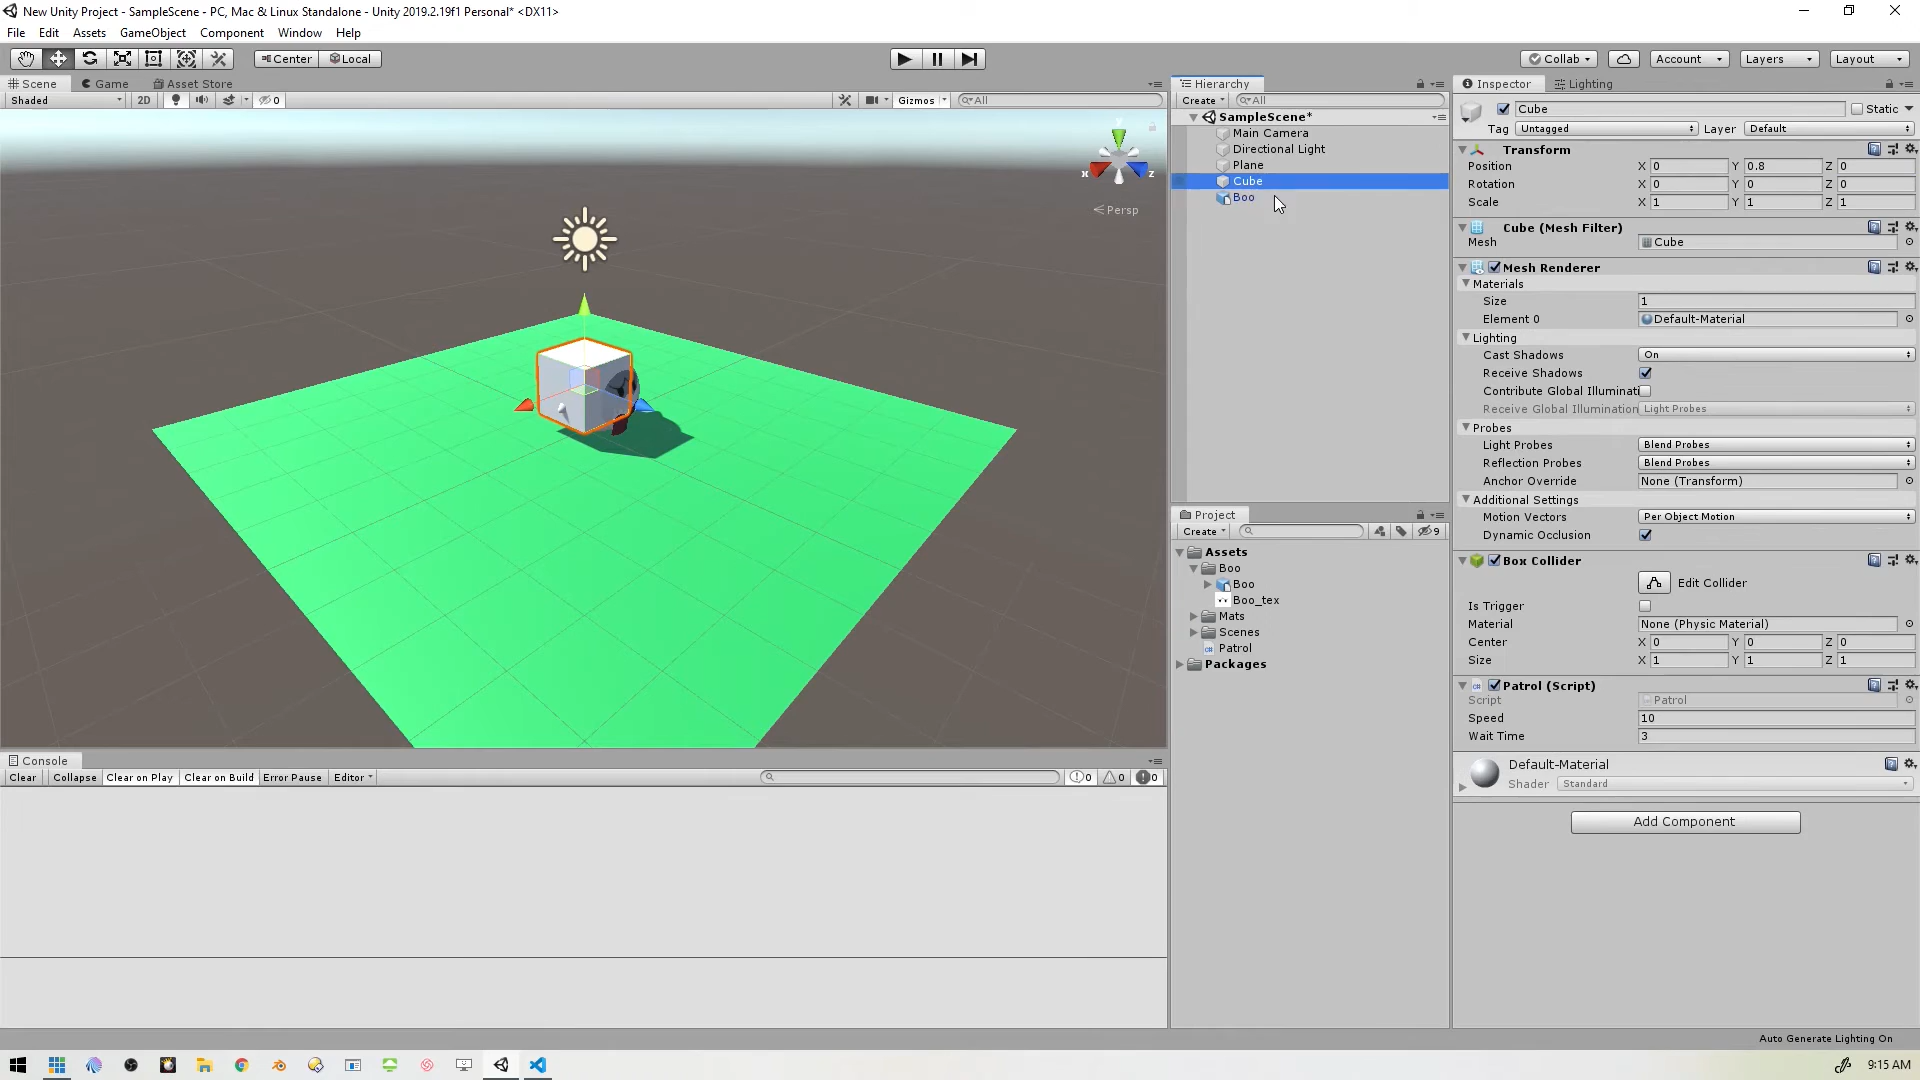 New Unity Project - SampleScene - PC, Mac & Linux Standalone - Unity 2019.2.19f1 Personal* <DX11>
File Edit Assets GameObject Component Window Help
Center Local Collab Account Layers Layout
Scene Game Asset Store
Shaded 2D 0 Gizmos All
y
x z
Persp
Hierarchy
Create All
SampleScene*
Main Camera
Directional Light
Plane
Cube
Boo
Project
Create 9
Assets
Boo
Boo
Boo_tex
Mats
Scenes
Patrol
Packages
Inspector Lighting
Cube Static
Tag Untagged Layer Default
Transform
Position X 0 Y 0.8 Z 0
Rotation X 0 Y 0 Z 0
Scale X 1 Y 1 Z 1
Cube (Mesh Filter)
Mesh Cube
Mesh Renderer
Materials
Size 1
Element 0 Default-Material
Lighting
Cast Shadows On
Receive Shadows
Contribute Global Illuminati
Receive Global Illumination Light Probes
Probes
Light Probes Blend Probes
Reflection Probes Blend Probes
Anchor Override None (Transform)
Additional Settings
Motion Vectors Per Object Motion
Dynamic Occlusion
Box Collider
Edit Collider
Is Trigger
Material None (Physic Material)
Center X 0 Y 0 Z 0
Size X 1 Y 1 Z 1
Patrol (Script)
Script Patrol
Speed 10
Wait Time 3
Default-Material
Shader Standard
Add Component
Console
Clear Collapse Clear on Play Clear on Build Error Pause Editor 0 0 0
Auto Generate Lighting On
9:15 AM